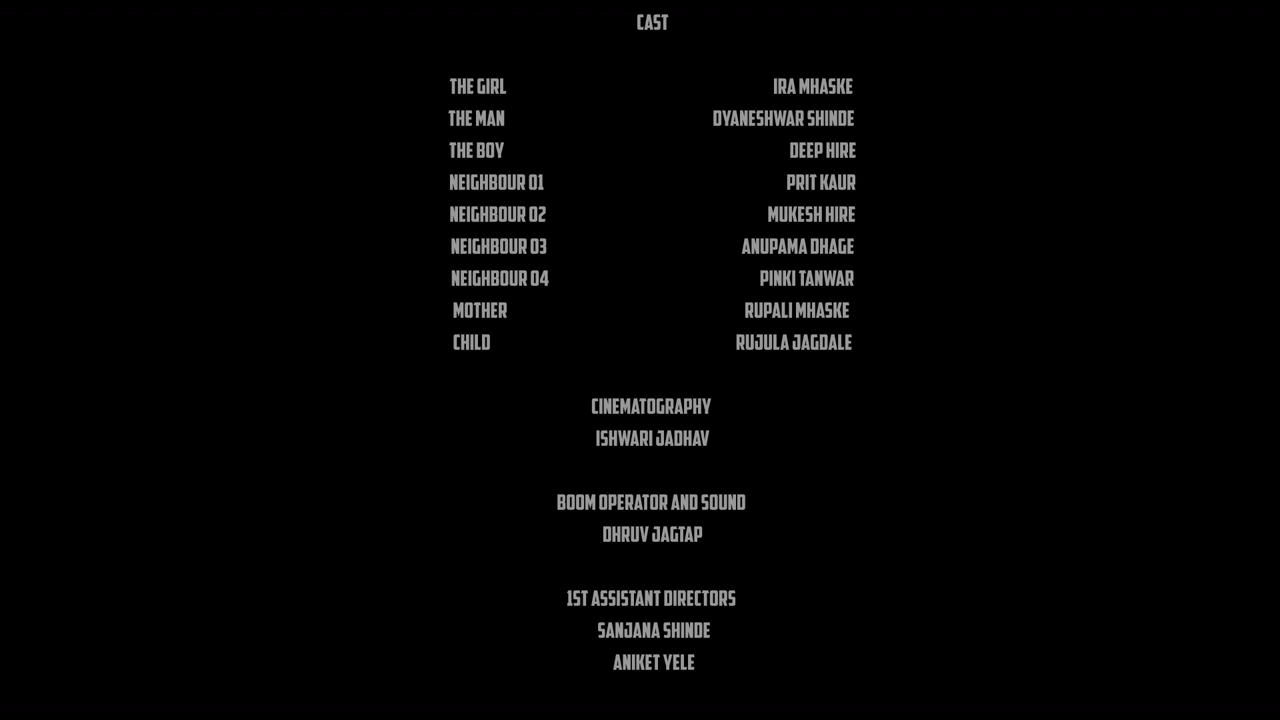 CAST
THE GIRL IRA MHASKE
THE MAN DYANESHWAR SHINDE
THE BOY DEEP HIRE
NEIGHBOUR 01 PRIT KAUR
NEIGHBOUR 02 MUKESH HIRE
NEIGHBOUR 03 ANUPAMA DHAGE
NEIGHBOUR 04 PINKI TANWAR
MOTHER RUPALI MHASKE
CHILD RUJULA JAGDALE
CINEMATOGRAPHY
ISHWARI JADHAV
BOOM OPERATOR AND SOUND
DHRUV JAGTAP
1ST ASSISTANT DIRECTORS
SANJANA SHINDE
ANIKET YELE